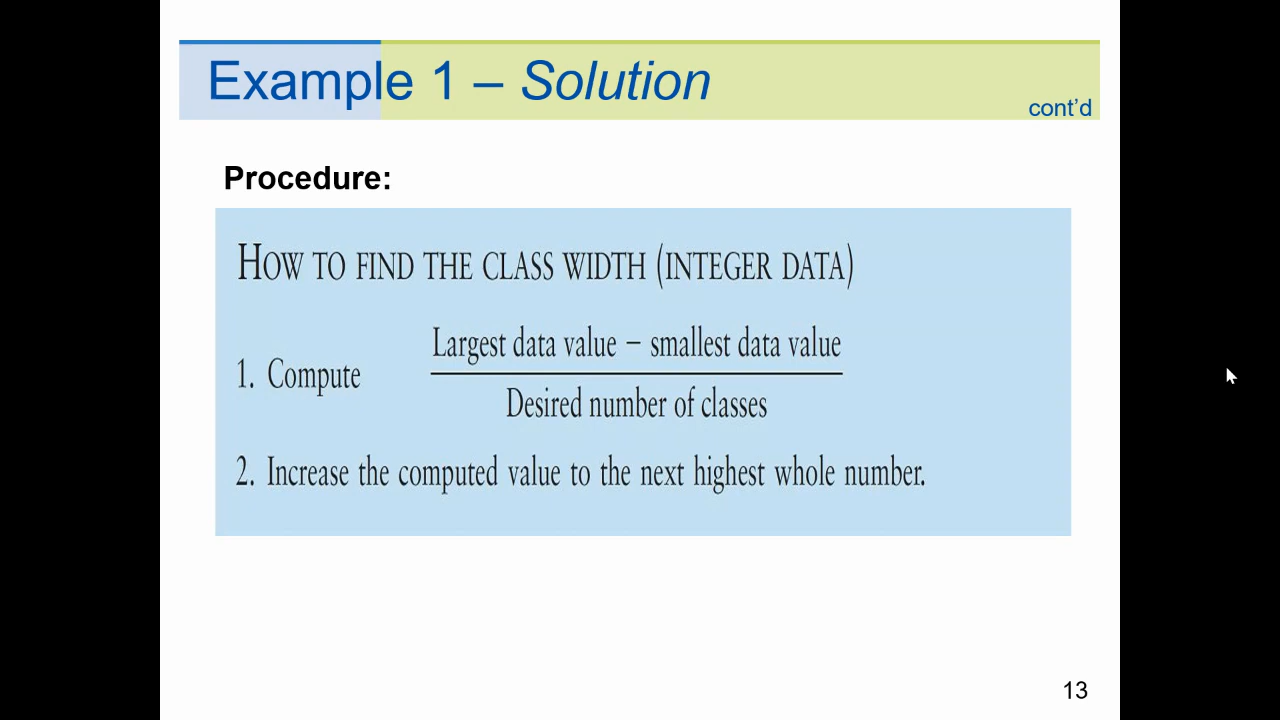 Example 1 – Solution
cont'd
Procedure:
HOW TO FIND THE CLASS WIDTH (INTEGER DATA)
1. Compute
Largest data value – smallest data value
Desired number of classes
2. Increase the computed value to the next highest whole number.
13